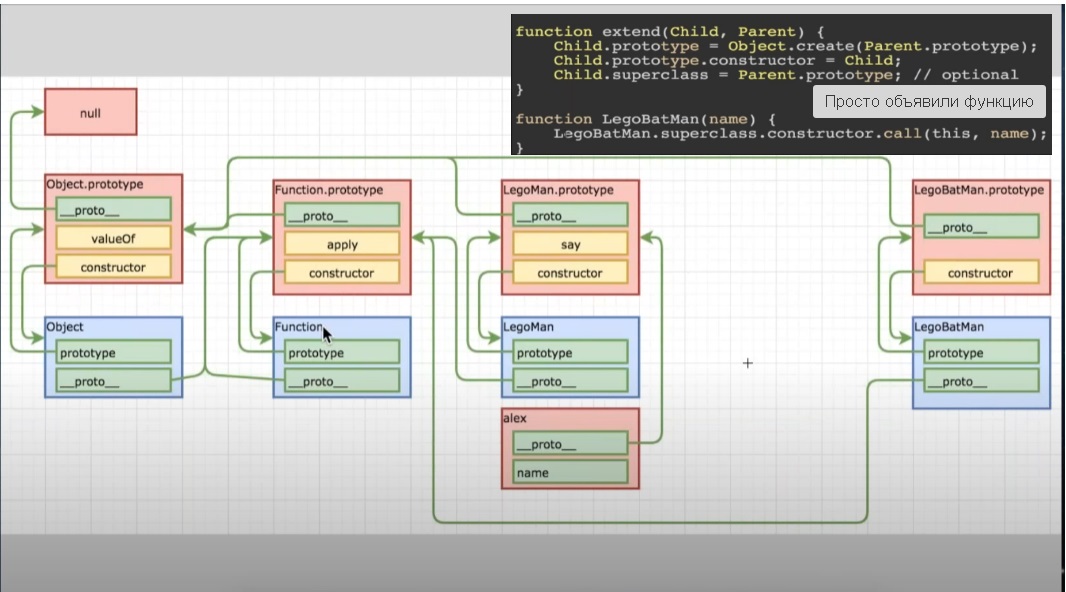 function extend(Child, Parent) {
    Child.prototype = Object.create(Parent.prototype);
    Child.prototype.constructor = Child;
    Child.superclass = Parent.prototype; // optional
}
Просто объявили функцию
function LegoBatMan(name) {
    LegoBatMan.superclass.constructor.call(this, name);
}
null
Object.prototype
__proto__
valueOf
constructor
Function.prototype
__proto__
apply
constructor
LegoMan.prototype
__proto__
say
constructor
LegoBatMan.prototype
__proto__
constructor
Object
prototype
__proto__
Function
prototype
__proto__
LegoMan
prototype
__proto__
LegoBatMan
prototype
__proto__
alex
__proto__
name